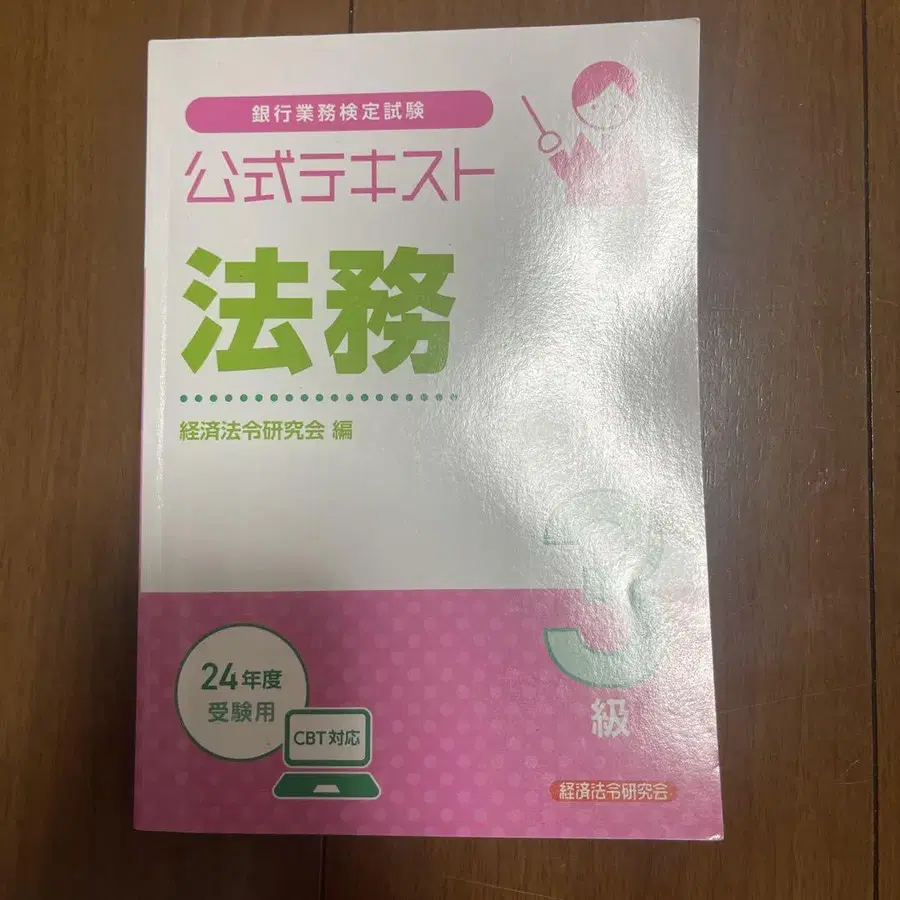 銀行業務検定試験
公式テキスト
法務
経済法令研究会 編
3
級
24年度
受験用
CBT対応
経済法令研究会